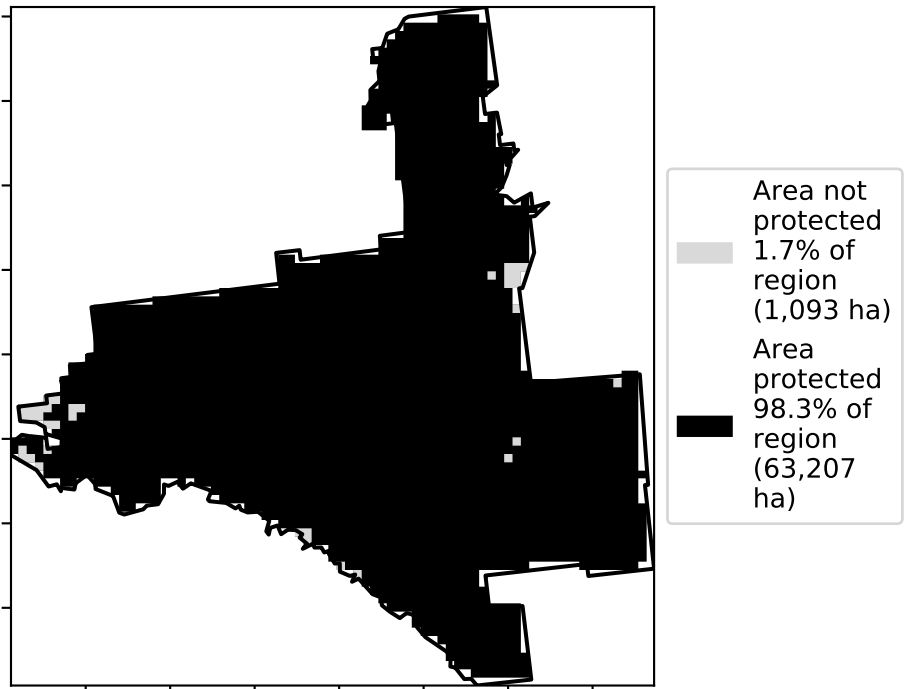 Area not
protected
1.7% of
region
(1,093 ha)
Area
protected
98.3% of
region
(63,207
ha)